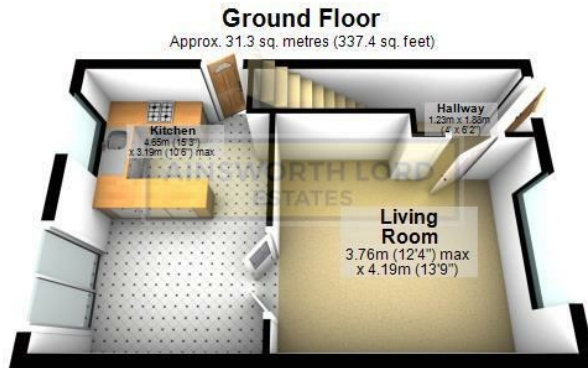 Ground Floor
Approx. 31.3 sq. metres (337.4 sq. feet)
Hallway
1.23m x 1.88m
(4' x 6'2")
Kitchen
4.65m (15'3")
x 3.19m (10'6") max
AINSWORTH LORD
ESTATES
Living
Room
3.76m (12'4") max
x 4.19m (13'9")